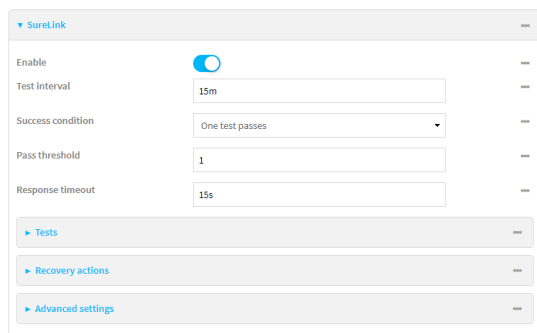 SureLink
Enable
Test interval 15m
Success condition One test passes
Pass threshold 1
Response timeout 15s
Tests
Recovery actions
Advanced settings